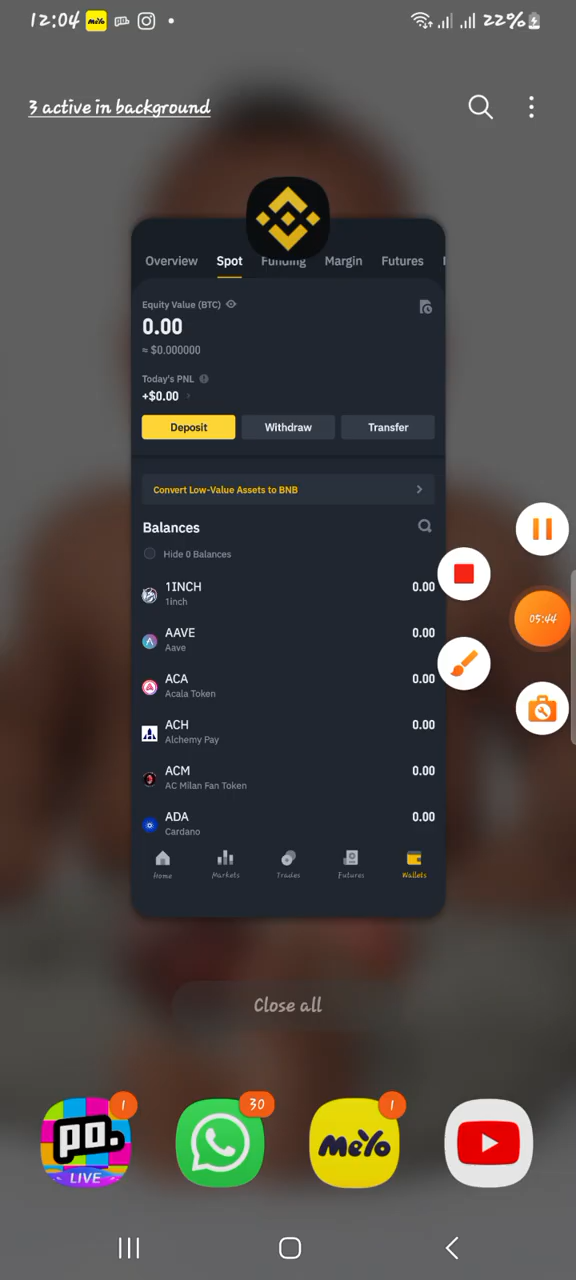 12:04 MeYo po. 22%
3 active in background
Overview Spot Funding Margin Futures
Equity Value (BTC)
0.00
≈ $0.000000
Today's PNL
+$0.00
Deposit Withdraw Transfer
Convert Low-Value Assets to BNB
Balances
Hide 0 Balances
1INCH 0.00
1inch
AAVE 0.00
Aave
05:44
ACA 0.00
Acala Token
ACH 0.00
Alchemy Pay
ACM 0.00
AC Milan Fan Token
ADA 0.00
Cardano
Home Markets Trades Futures Wallets
Close all
1 30 1
po. MeYo
LIVE